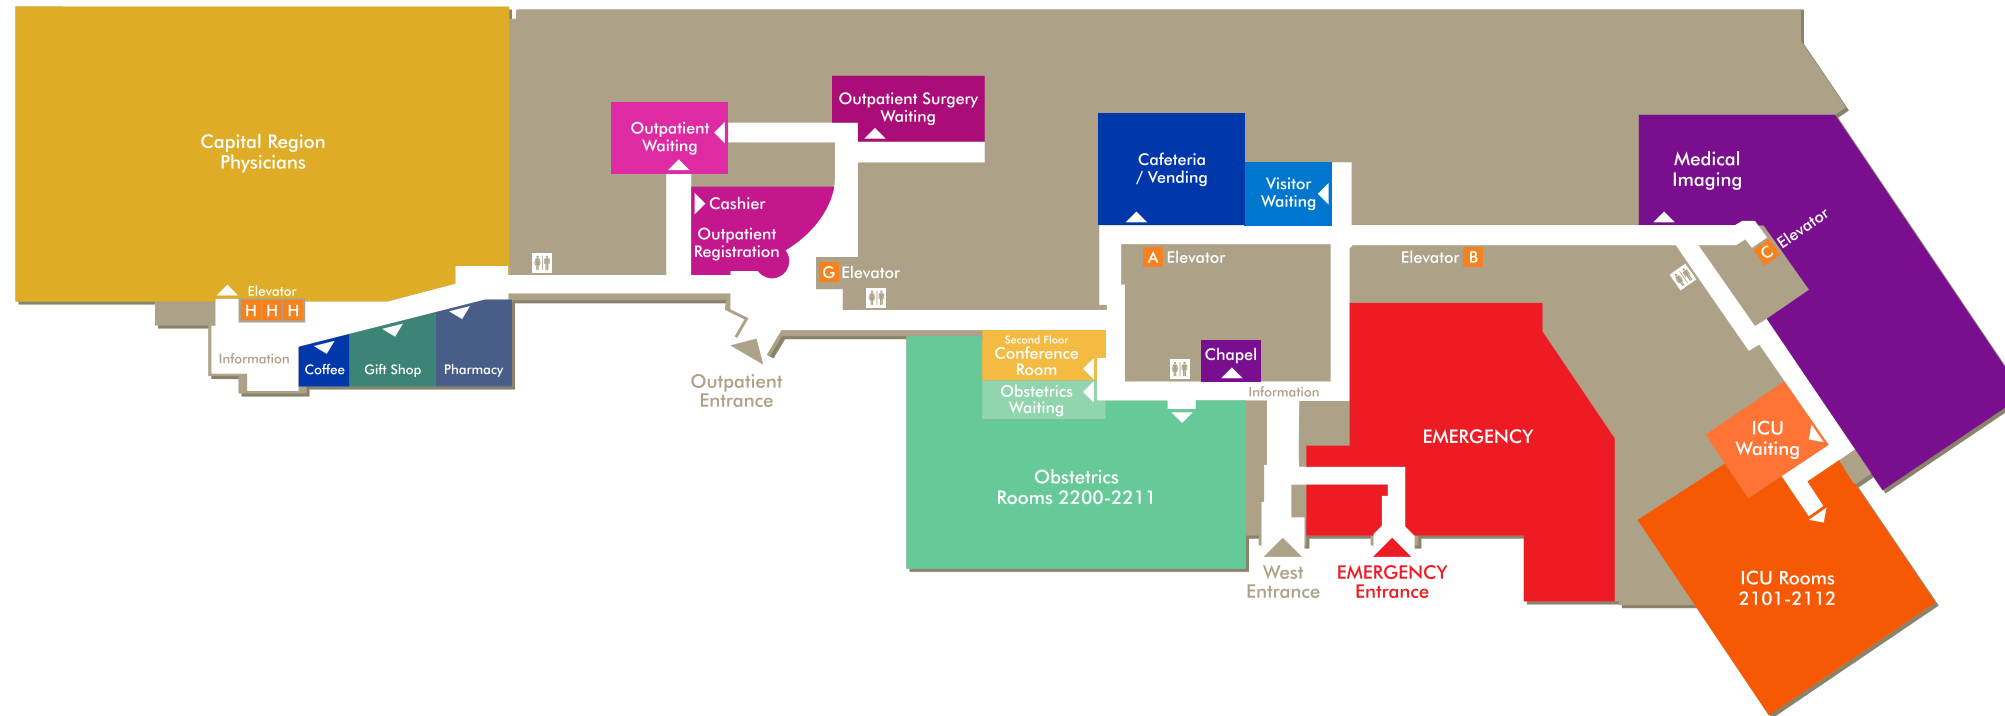 Capital Region
Physicians
Elevator
H H H
Information
Coffee
Gift Shop
Pharmacy
Outpatient
Waiting
Outpatient Surgery
Waiting
Cashier
Outpatient
Registration
G Elevator
Outpatient
Entrance
Cafeteria
/ Vending
Visitor
Waiting
A Elevator
Elevator B
Medical
Imaging
C Elevator
Second Floor
Conference
Room
Obstetrics
Waiting
Chapel
Information
Obstetrics
Rooms 2200-2211
EMERGENCY
West
Entrance
EMERGENCY
Entrance
ICU
Waiting
ICU Rooms
2101-2112